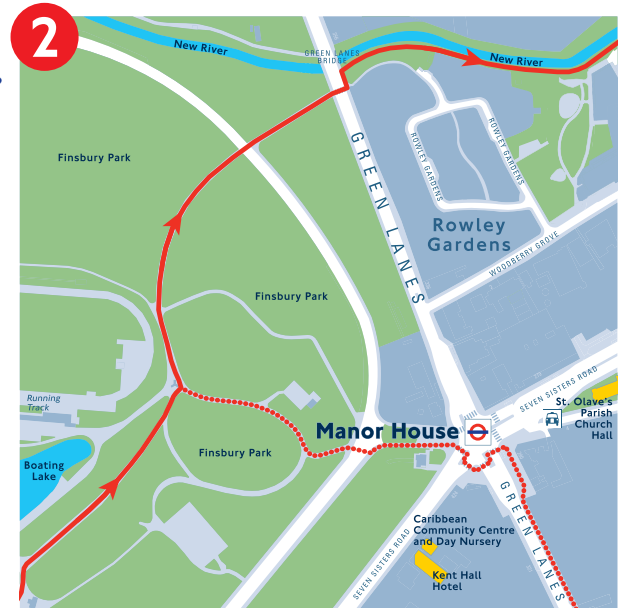 2
New River
GREEN LANES
BRIDGE
New River
Finsbury Park
GREEN LANES
ROWLEY GARDENS
ROWLEY GARDENS
Rowley
Gardens
WOODBERRY GROVE
Finsbury Park
SEVEN SISTERS ROAD
Running
Track
St. Olave's
Parish
Church
Hall
Manor House
Finsbury Park
Boating
Lake
GREEN LANES
Caribbean
Community Centre
and Day Nursery
SEVEN SISTERS ROAD
Kent Hall
Hotel